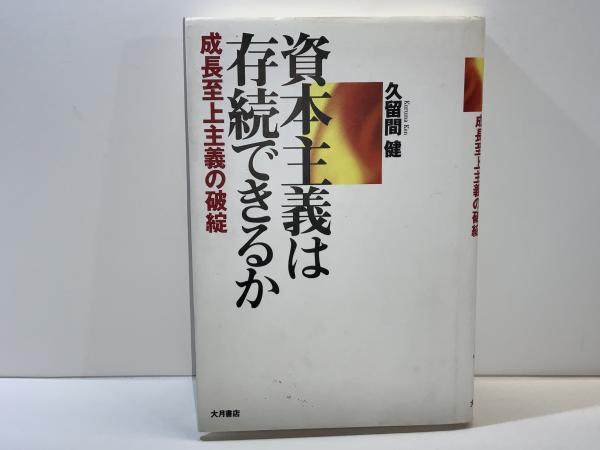 資本主義は
存続できるか
成長至上主義の破綻
久留間 健
Kuruma Ken
大月書店
成長至上主義の破綻